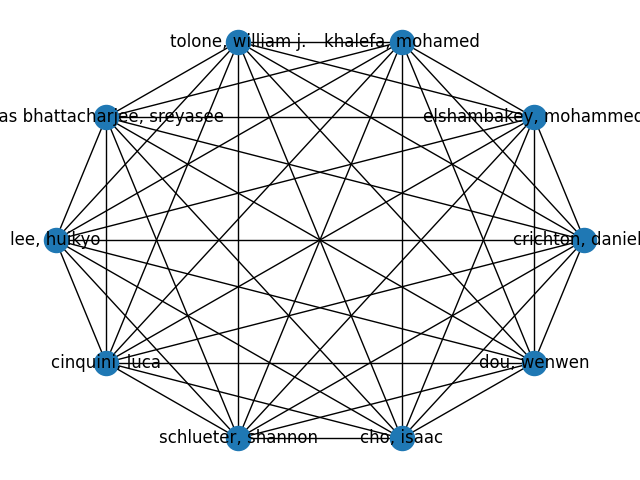 tolone, william j.
khalefa, mohamed
as bhattacharjee, sreyasee
elshambakey, mohammed
lee, huikyo
crichton, daniel
cinquini, luca
dou, wenwen
schlueter, shannon
cho, isaac